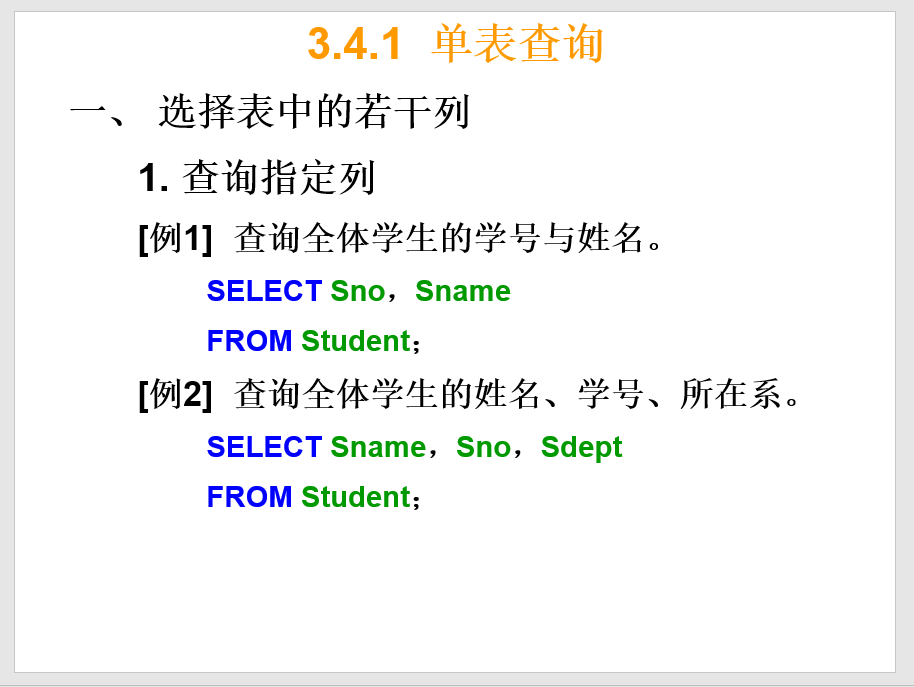 3.4.1 单表查询
一、 选择表中的若干列
1. 查询指定列
[例1] 查询全体学生的学号与姓名。
SELECT Sno，Sname
FROM Student；
[例2] 查询全体学生的姓名、学号、所在系。
SELECT Sname，Sno，Sdept
FROM Student；